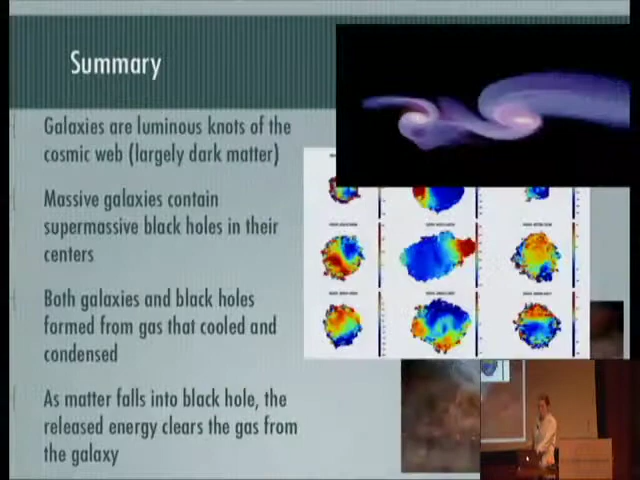 Summary
Galaxies are luminous knots of the
cosmic web (largely dark matter)
Massive galaxies contain
supermassive black holes in their
centers
Both galaxies and black holes
formed from gas that cooled and
condensed
As matter falls into black hole, the
released energy clears the gas from
the galaxy